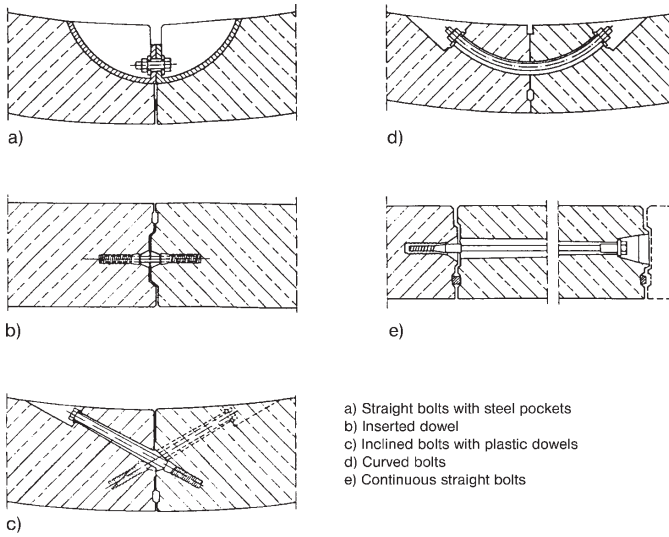 a)
d)
b)
e)
c)
a) Straight bolts with steel pockets
b) Inserted dowel
c) Inclined bolts with plastic dowels
d) Curved bolts
e) Continuous straight bolts